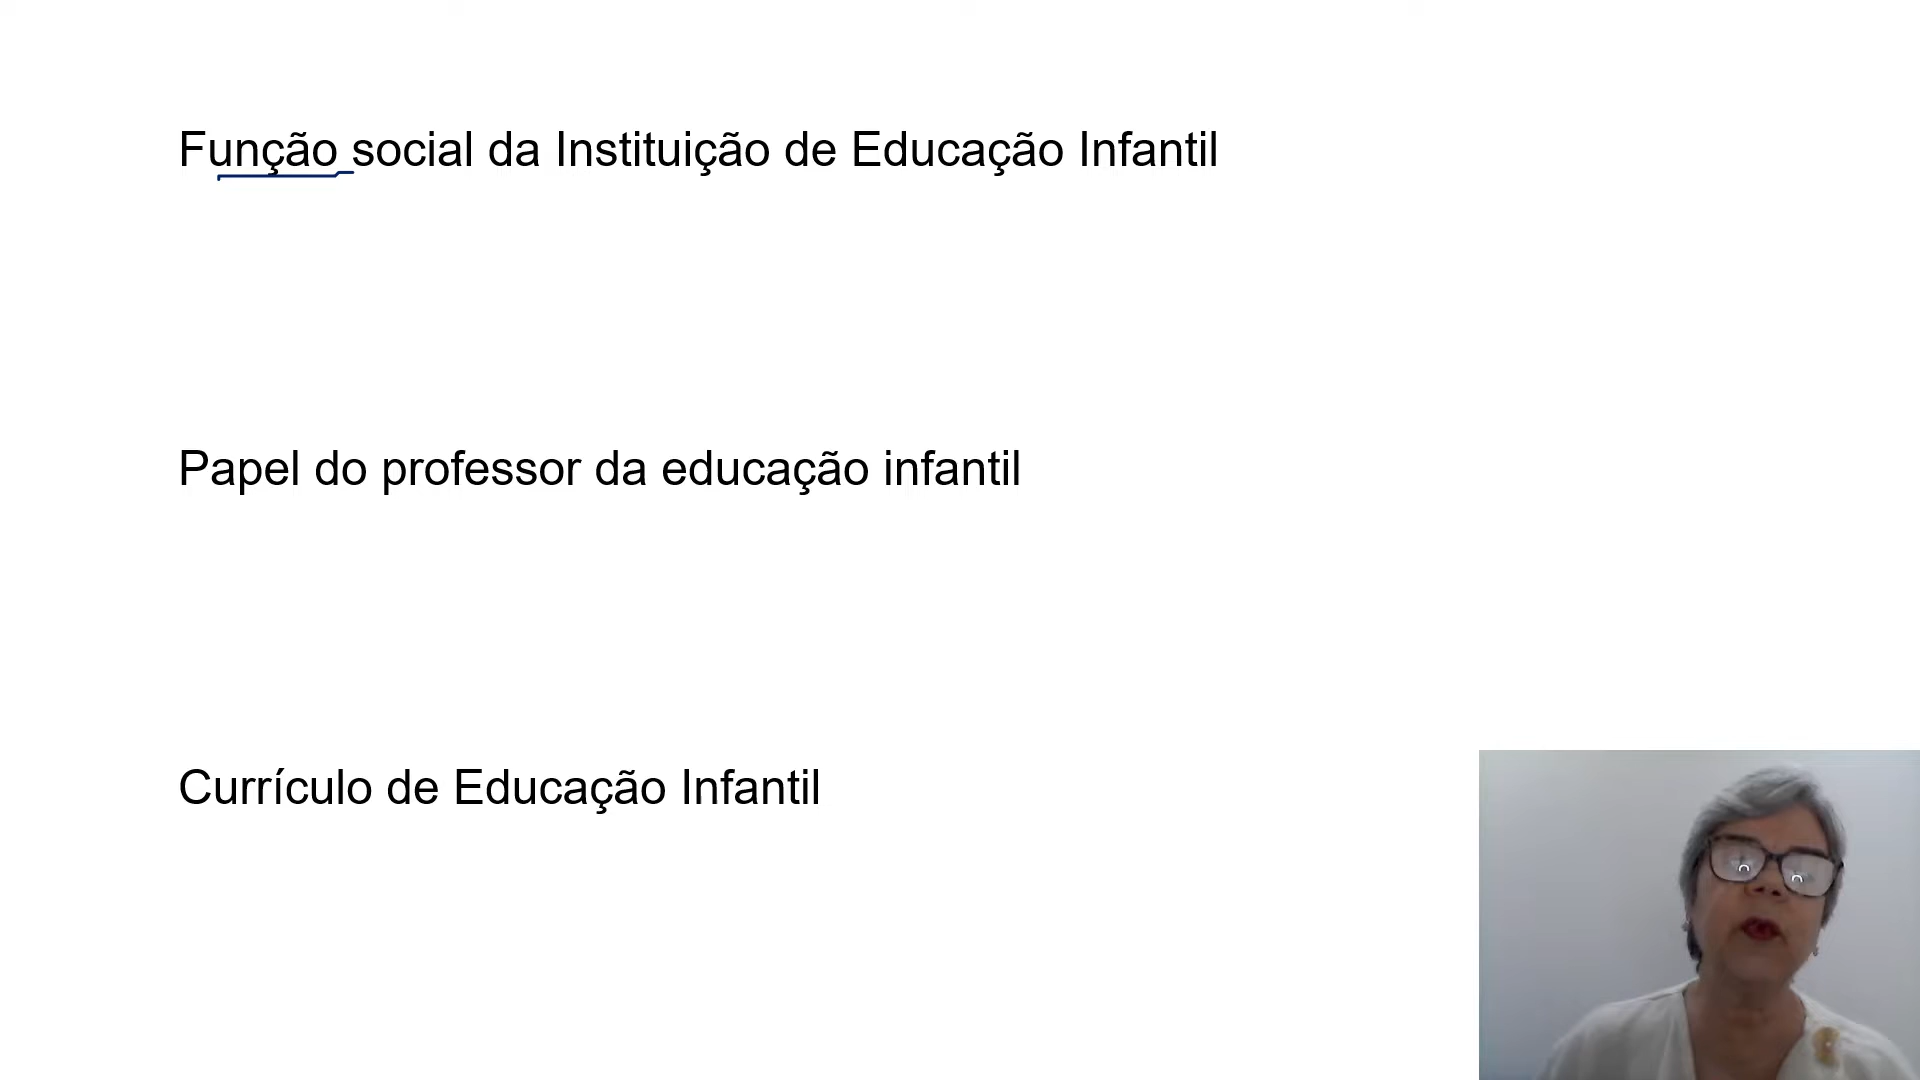 Função social da Instituição de Educação Infantil
Papel do professor da educação infantil
Currículo de Educação Infantil